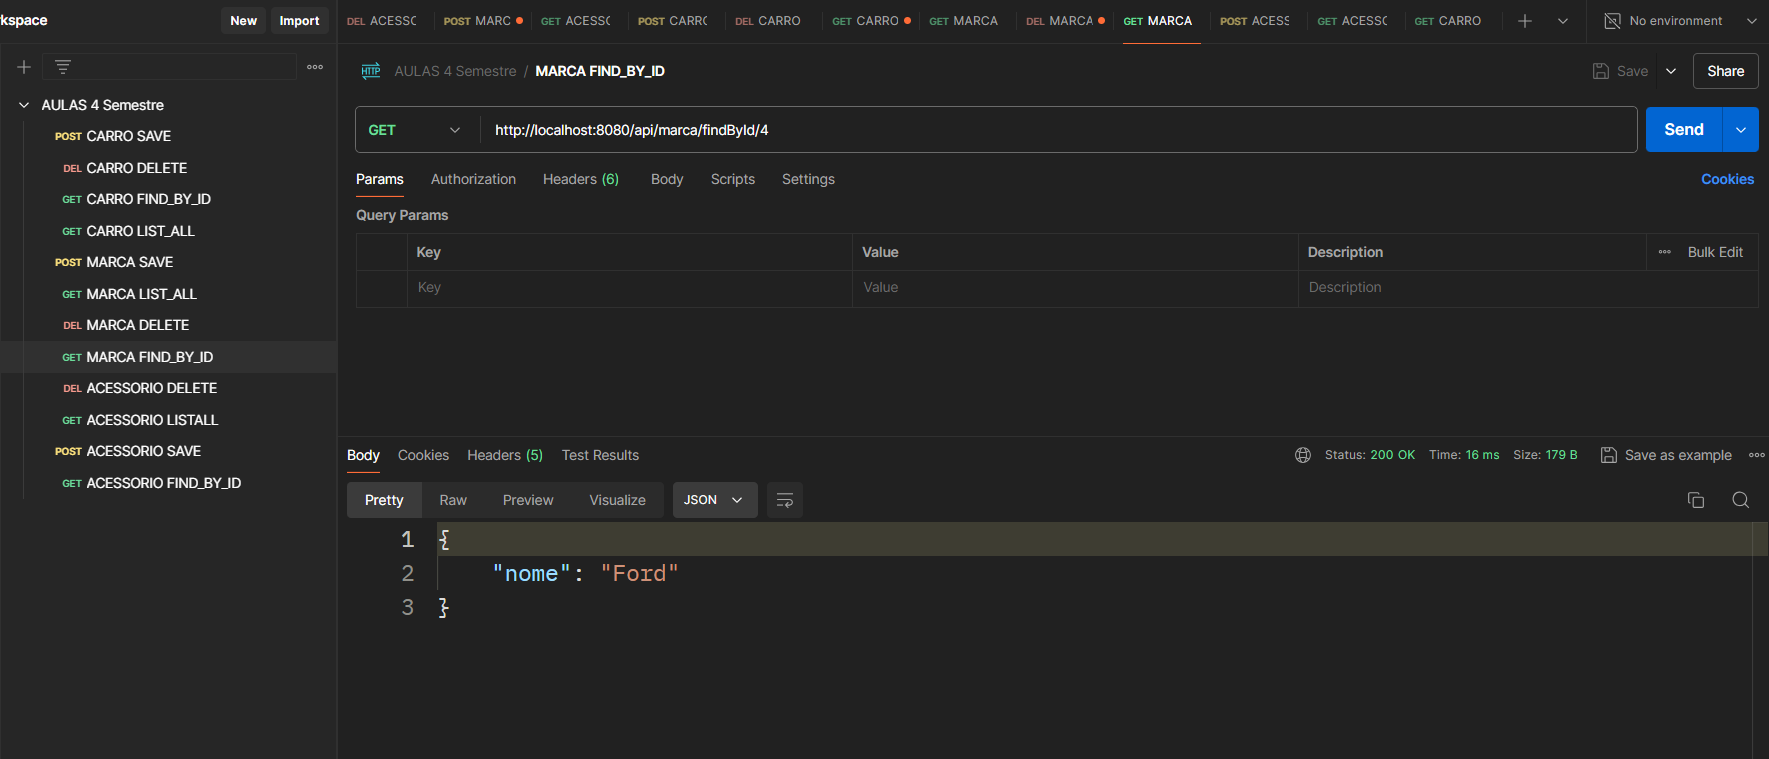 rkspace
New
Import
DEL ACESSO
POST MARC
GET ACESSO
POST CARRO
DEL CARRO
GET CARRO
GET MARCA
DEL MARCA
GET MARCA
POST ACESS
GET ACESSO
GET CARRO
No environment
AULAS 4 Semestre
POST CARRO SAVE
DEL CARRO DELETE
GET CARRO FIND_BY_ID
GET CARRO LIST_ALL
POST MARCA SAVE
GET MARCA LIST_ALL
DEL MARCA DELETE
GET MARCA FIND_BY_ID
DEL ACESSORIO DELETE
GET ACESSORIO LISTALL
POST ACESSORIO SAVE
GET ACESSORIO FIND_BY_ID
HTTP AULAS 4 Semestre / MARCA FIND_BY_ID
Save
Share
GET
http://localhost:8080/api/marca/findById/4
Send
Params Authorization Headers (6) Body Scripts Settings
Cookies
Query Params
Key Value Description Bulk Edit
Key Value Description
Body Cookies Headers (5) Test Results
Status: 200 OK Time: 16 ms Size: 179 B
Save as example
Pretty Raw Preview Visualize JSON
1 {
2 "nome": "Ford"
3 }